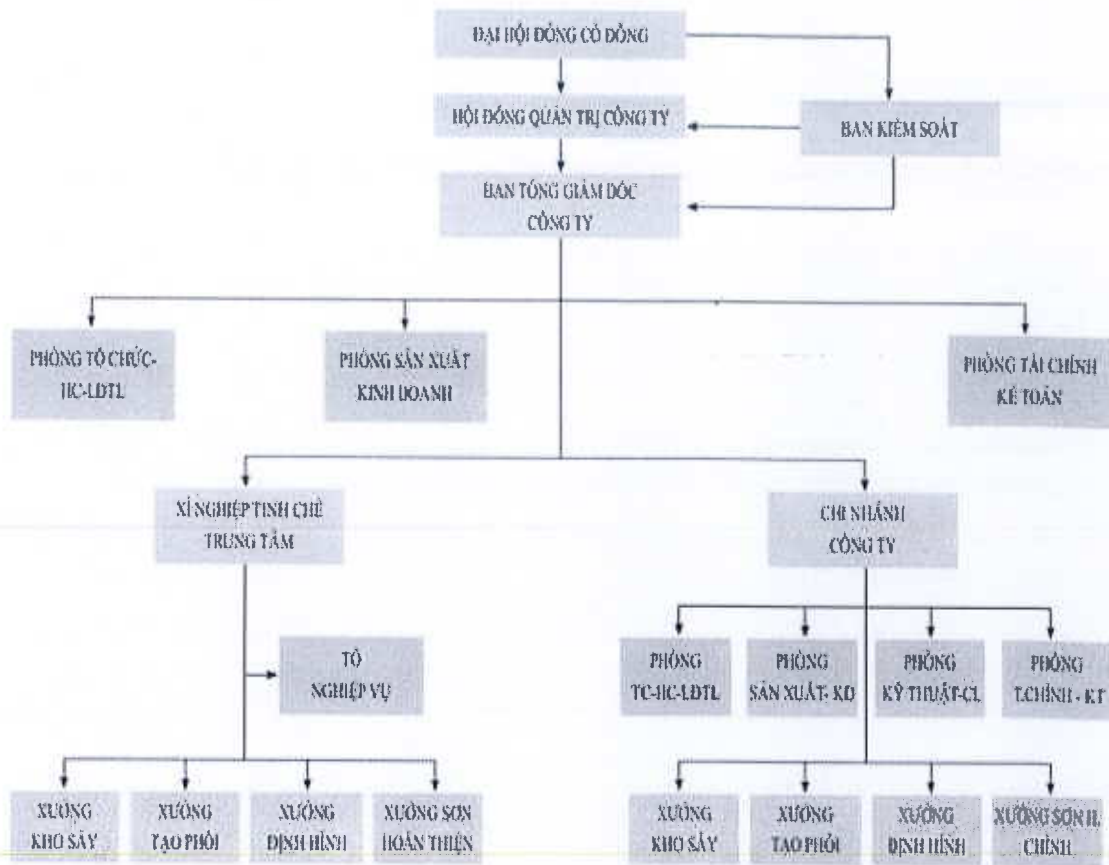 ĐẠI HỘI ĐỒNG CỔ ĐÔNG
HỘI ĐỒNG QUẢN TRỊ CÔNG TY
BAN KIỂM SOÁT
BAN TỔNG GIÁM ĐỐC
CÔNG TY
PHÒNG TỔ CHỨC-
HC-LĐTL
PHÒNG SẢN XUẤT
KINH DOANH
PHÒNG TÀI CHÍNH
KẾ TOÁN
XÍ NGHIỆP TINH CHẾ
TRUNG TÂM
CHI NHÁNH
CÔNG TY
TỔ
NGHIỆP VỤ
PHÒNG
TC-HC-LĐTL
PHÒNG
SẢN XUẤT- KD
PHÒNG
KỸ THUẬT-CL
PHÒNG
T.CHÍNH - KT
XƯỞNG
KHO SẤY
XƯỞNG
TẠO PHÔI
XƯỞNG
ĐỊNH HÌNH
XƯỞNG SƠN
HOÀN THIỆN
XƯỞNG
KHO SẤY
XƯỞNG
TẠO PHÔI
XƯỞNG
ĐỊNH HÌNH
XƯỞNG SƠN H.
CHỈNH